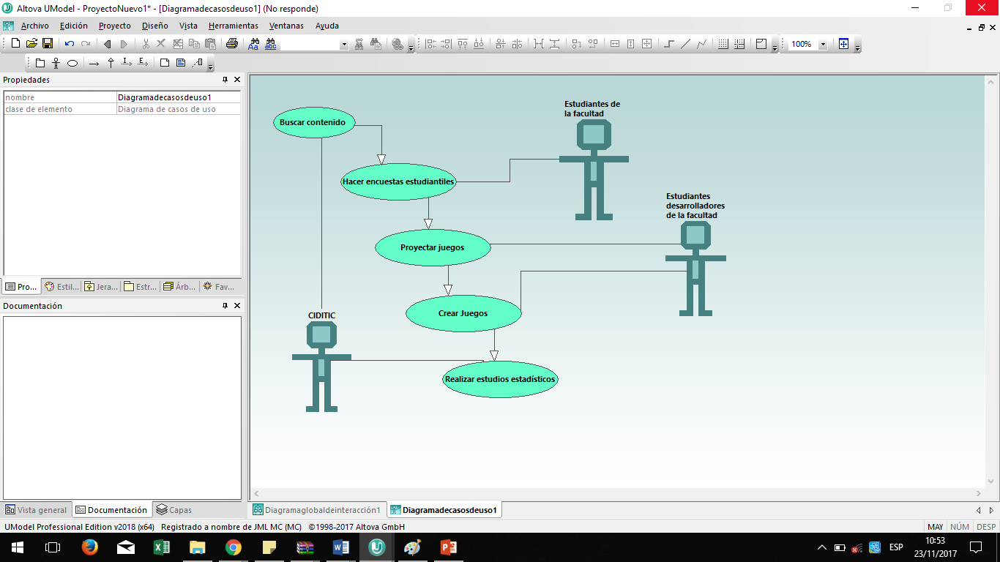 Altova UModel - ProyectoNuevo1* - [Diagramadecasosdeuso1] (No responde)
Archivo Edición Proyecto Diseño Vista Herramientas Ventanas Ayuda
100%
Propiedades
nombre Diagramadecasosdeuso1
clase de elemento Diagrama de casos de uso
Pro... Estil... Jera... Estr... Árb... Fav...
Documentación
Vista general Documentación Capas
Buscar contenido
Hacer encuestas estudiantiles
Proyectar juegos
Crear Juegos
Realizar estudios estadísticos
Estudiantes de
la facultad
Estudiantes
desarrolladores
de la facultad
CIDITIC
Diagramaglobaldeinteracción1 Diagramadecasosdeuso1
UModel Professional Edition v2018 (x64) Registrado a nombre de JML MC (MC) ©1998-2017 Altova GmbH
MAY NÚM DESP
ESP
10:53
23/11/2017